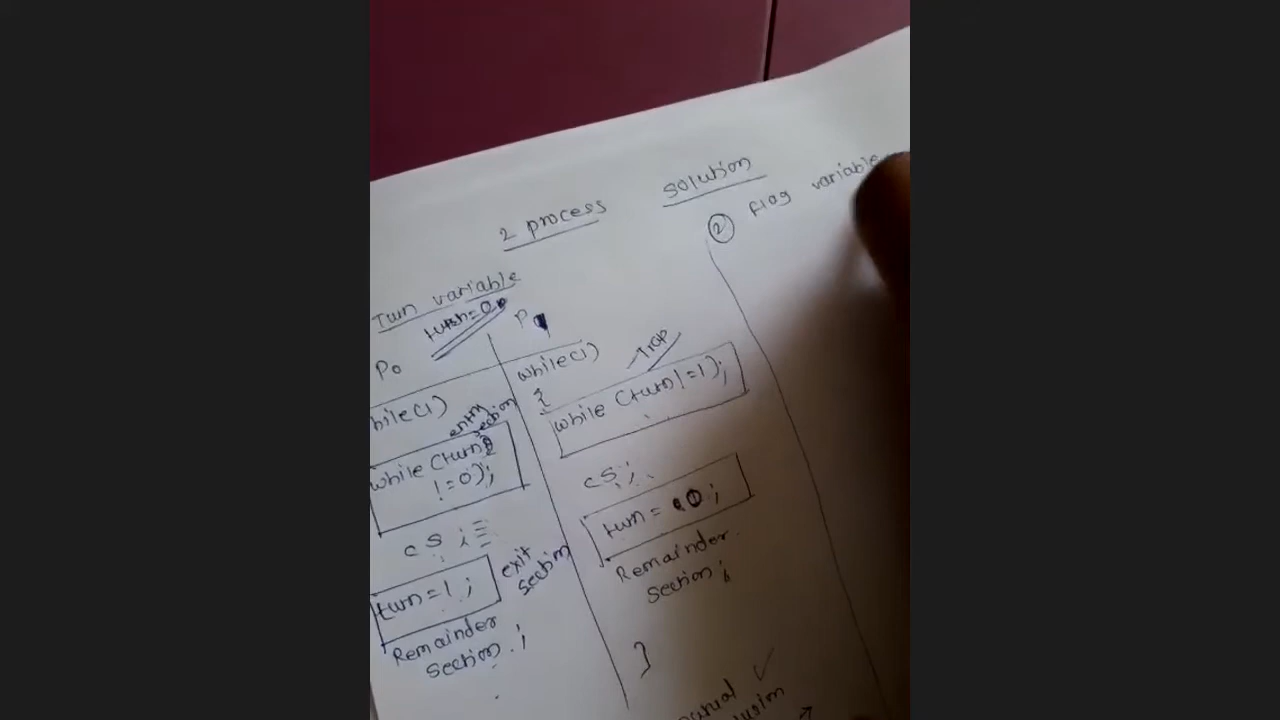 2 process solution
Turn variable
turn=0
P0
while(1)
entry section
while (turn
!=0);
cs;
turn=1;
exit section
Remainder
section;
P
while(1)
{
Trap
while (turn!=1);
cs;
turn = 0;
Remainder
section;
}
2 flag variable